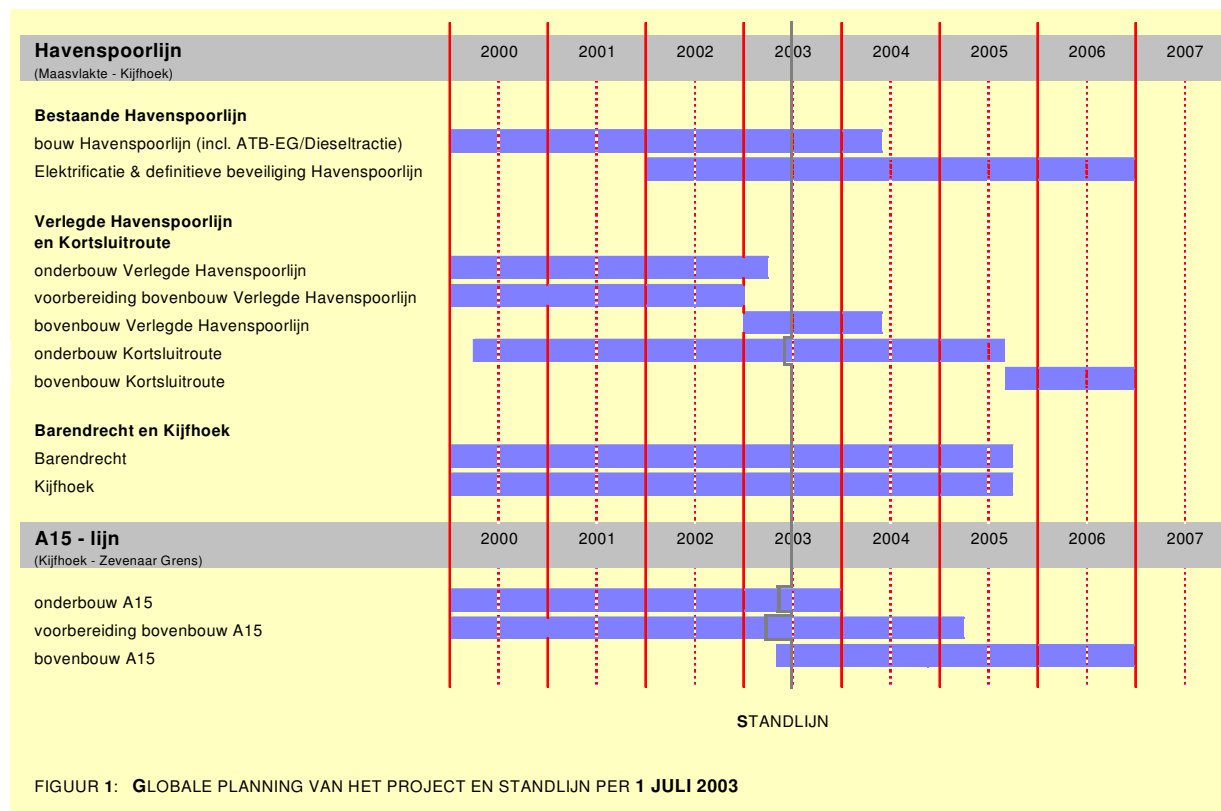 Havenspoorlijn 2000 2001 2002 2003 2004 2005 2006 2007
(Maasvlakte - Kijfhoek)
Bestaande Havenspoorlijn
bouw Havenspoorlijn (incl. ATB-EG/Dieseltractie)
Elektrificatie & definitieve beveiliging Havenspoorlijn
Verlegde Havenspoorlijn
en Kortsluitroute
onderbouw Verlegde Havenspoorlijn
voorbereiding bovenbouw Verlegde Havenspoorlijn
bovenbouw Verlegde Havenspoorlijn
onderbouw Kortsluitroute
bovenbouw Kortsluitroute
Barendrecht en Kijfhoek
Barendrecht
Kijfhoek
A15 - lijn 2000 2001 2002 2003 2004 2005 2006 2007
(Kijfhoek - Zevenaar Grens)
onderbouw A15
voorbereiding bovenbouw A15
bovenbouw A15
STANDLIJN
FIGUUR 1: GLOBALE PLANNING VAN HET PROJECT EN STANDLIJN PER 1 JULI 2003